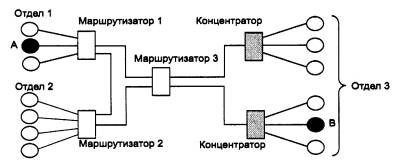 Отдел 1
Маршрутизатор 1
Концентратор
А
Маршрутизатор 3
Отдел 2
Отдел 3
В
Маршрутизатор 2
Концентратор